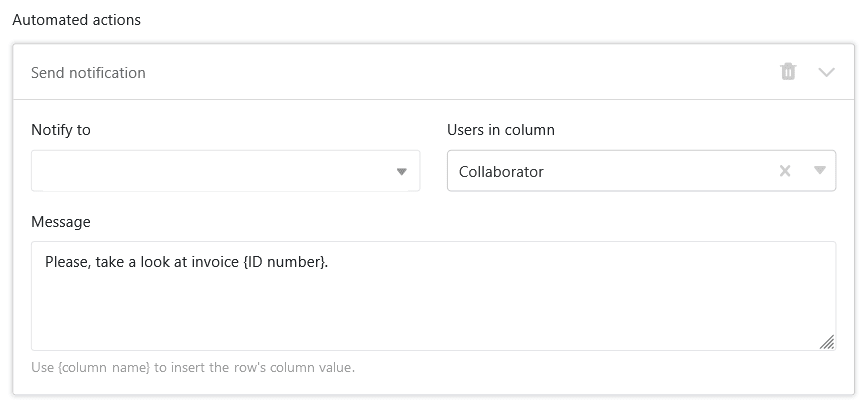 Automated actions
Send notification
Notify to
Users in column
Collaborator
Message
Please, take a look at invoice {ID number}.
Use {column name} to insert the row's column value.